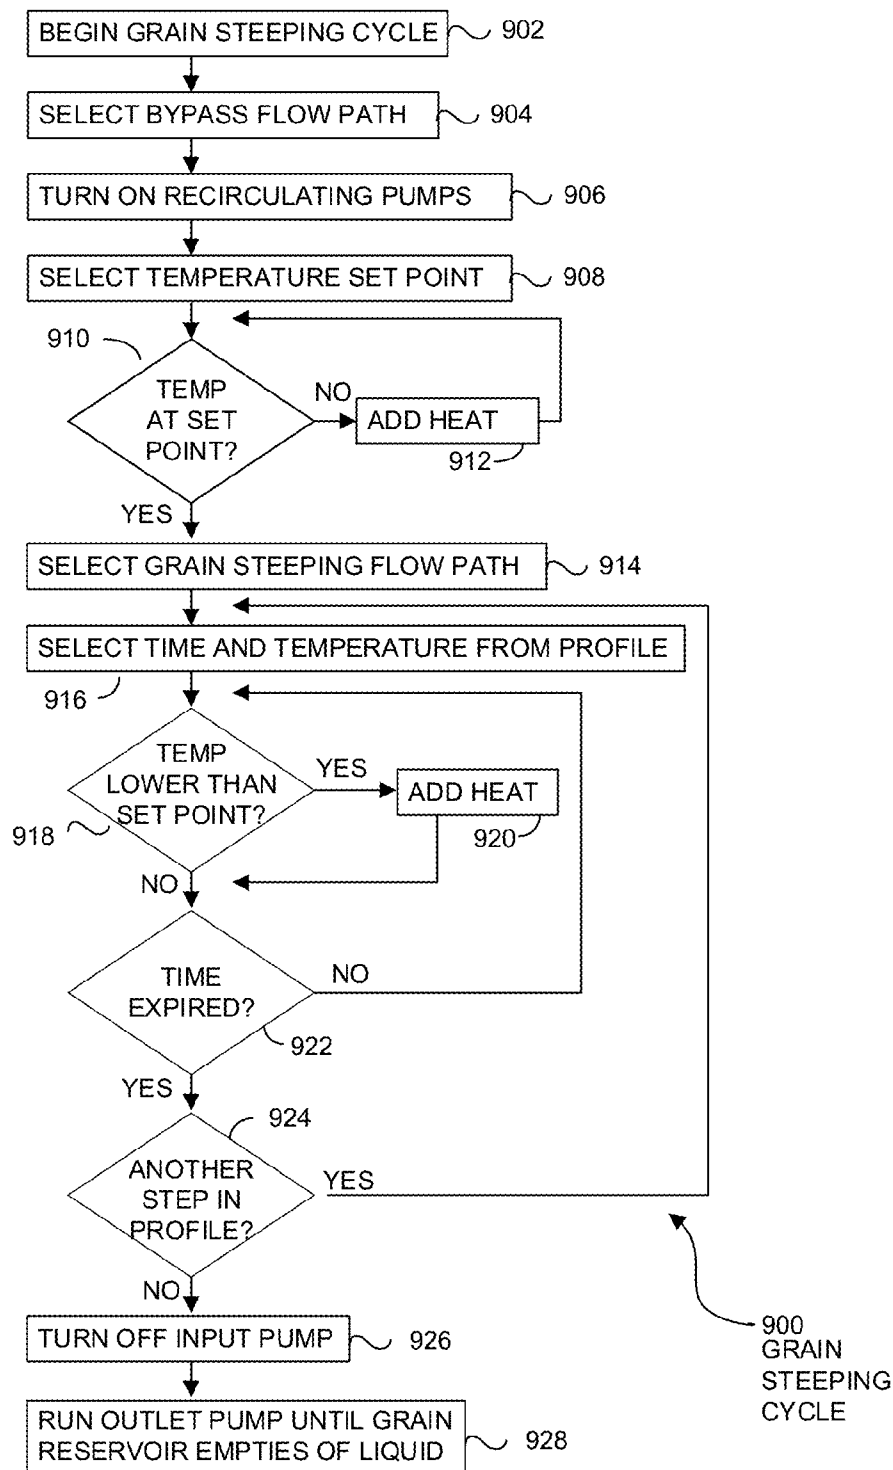 BEGIN GRAIN STEEPING CYCLE
902
SELECT BYPASS FLOW PATH
904
TURN ON RECIRCULATING PUMPS
906
SELECT TEMPERATURE SET POINT
908
910
TEMP
AT SET
POINT?
NO
ADD HEAT
912
YES
SELECT GRAIN STEEPING FLOW PATH
914
SELECT TIME AND TEMPERATURE FROM PROFILE
916
TEMP
LOWER THAN
SET POINT?
YES
ADD HEAT
918
920
NO
TIME
EXPIRED?
NO
922
YES
924
ANOTHER
STEP IN
PROFILE?
YES
NO
TURN OFF INPUT PUMP
926
900
GRAIN
STEEPING
CYCLE
RUN OUTLET PUMP UNTIL GRAIN
RESERVOIR EMPTIES OF LIQUID
928